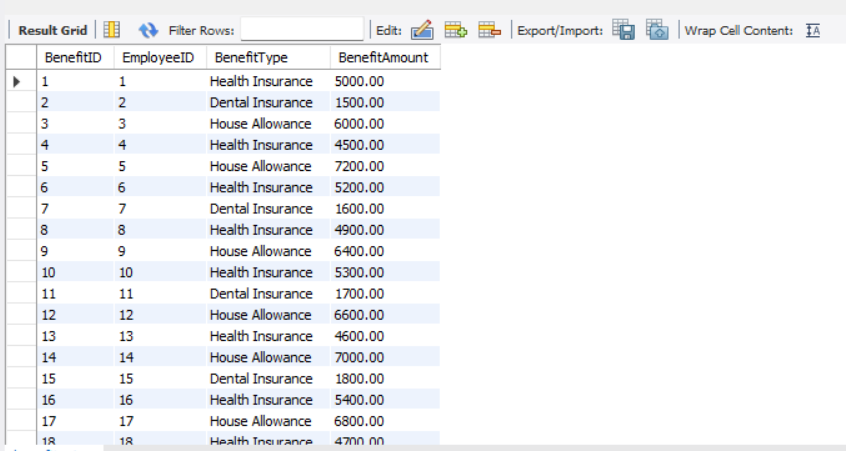 Result Grid Filter Rows: Edit: Export/Import: Wrap Cell Content:
BenefitID EmployeeID BenefitType BenefitAmount
1 1 Health Insurance 5000.00
2 2 Dental Insurance 1500.00
3 3 House Allowance 6000.00
4 4 Health Insurance 4500.00
5 5 House Allowance 7200.00
6 6 Health Insurance 5200.00
7 7 Dental Insurance 1600.00
8 8 Health Insurance 4900.00
9 9 House Allowance 6400.00
10 10 Health Insurance 5300.00
11 11 Dental Insurance 1700.00
12 12 House Allowance 6600.00
13 13 Health Insurance 4600.00
14 14 House Allowance 7000.00
15 15 Dental Insurance 1800.00
16 16 Health Insurance 5400.00
17 17 House Allowance 6800.00
18 18 Health Insurance 4700.00